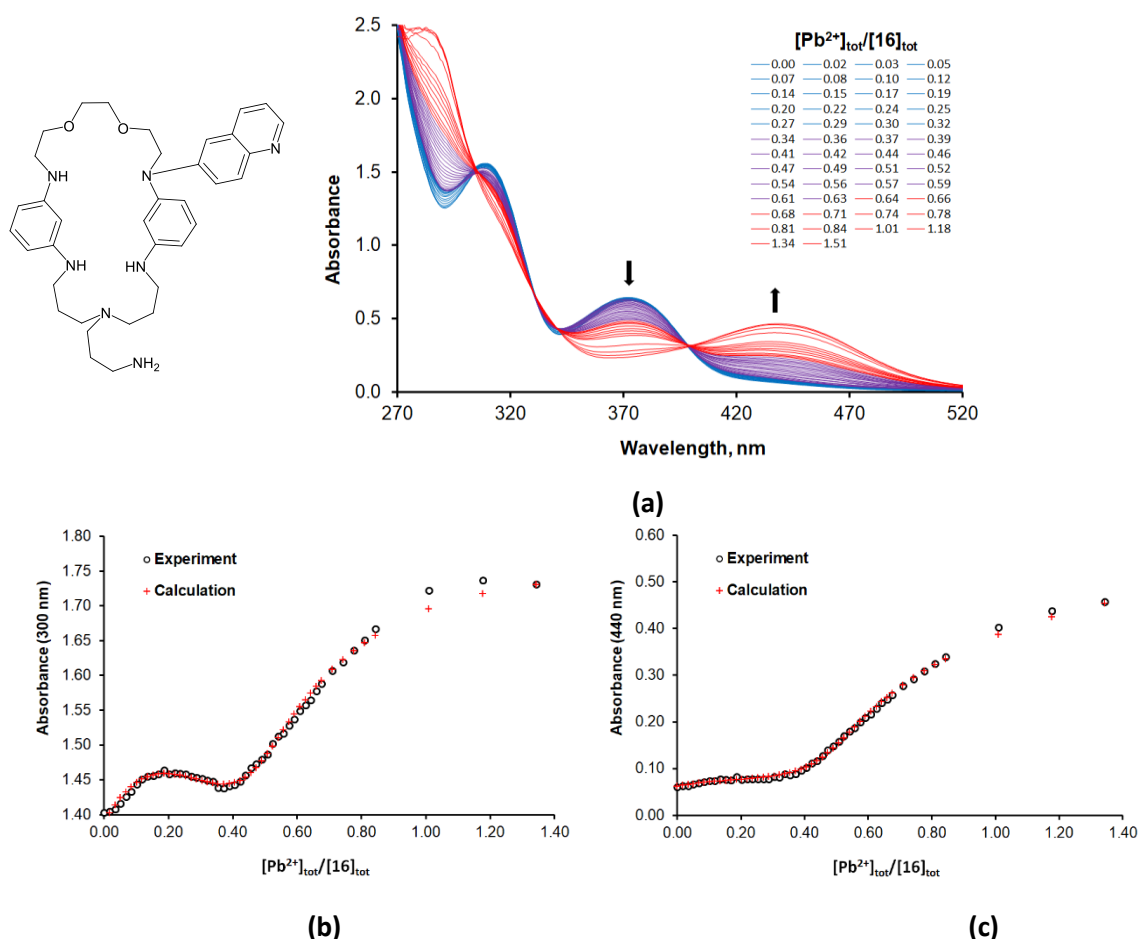 O O
N
N
NH
NH HN
N
NH2
[Pb2+]tot/[16]tot
0.00 0.02 0.03 0.05
0.07 0.08 0.10 0.12
0.14 0.15 0.17 0.19
0.20 0.22 0.24 0.25
0.27 0.29 0.30 0.32
0.34 0.36 0.37 0.39
0.41 0.42 0.44 0.46
0.47 0.49 0.51 0.52
0.54 0.56 0.57 0.59
0.61 0.63 0.64 0.66
0.68 0.71 0.74 0.78
0.81 0.84 1.01 1.18
1.34 1.51
Absorbance
2.5
2.0
1.5
1.0
0.5
0.0
270 320 370 420 470 520
Wavelength, nm
(a)
Absorbance (300 nm)
1.80
1.75
1.70
1.65
1.60
1.55
1.50
1.45
1.40
Experiment
Calculation
0.00 0.20 0.40 0.60 0.80 1.00 1.20 1.40
[Pb2+]tot/[16]tot
(b)
Absorbance (440 nm)
0.60
0.50
0.40
0.30
0.20
0.10
0.00
Experiment
Calculation
0.00 0.20 0.40 0.60 0.80 1.00 1.20 1.40
[Pb2+]tot/[16]tot
(c)